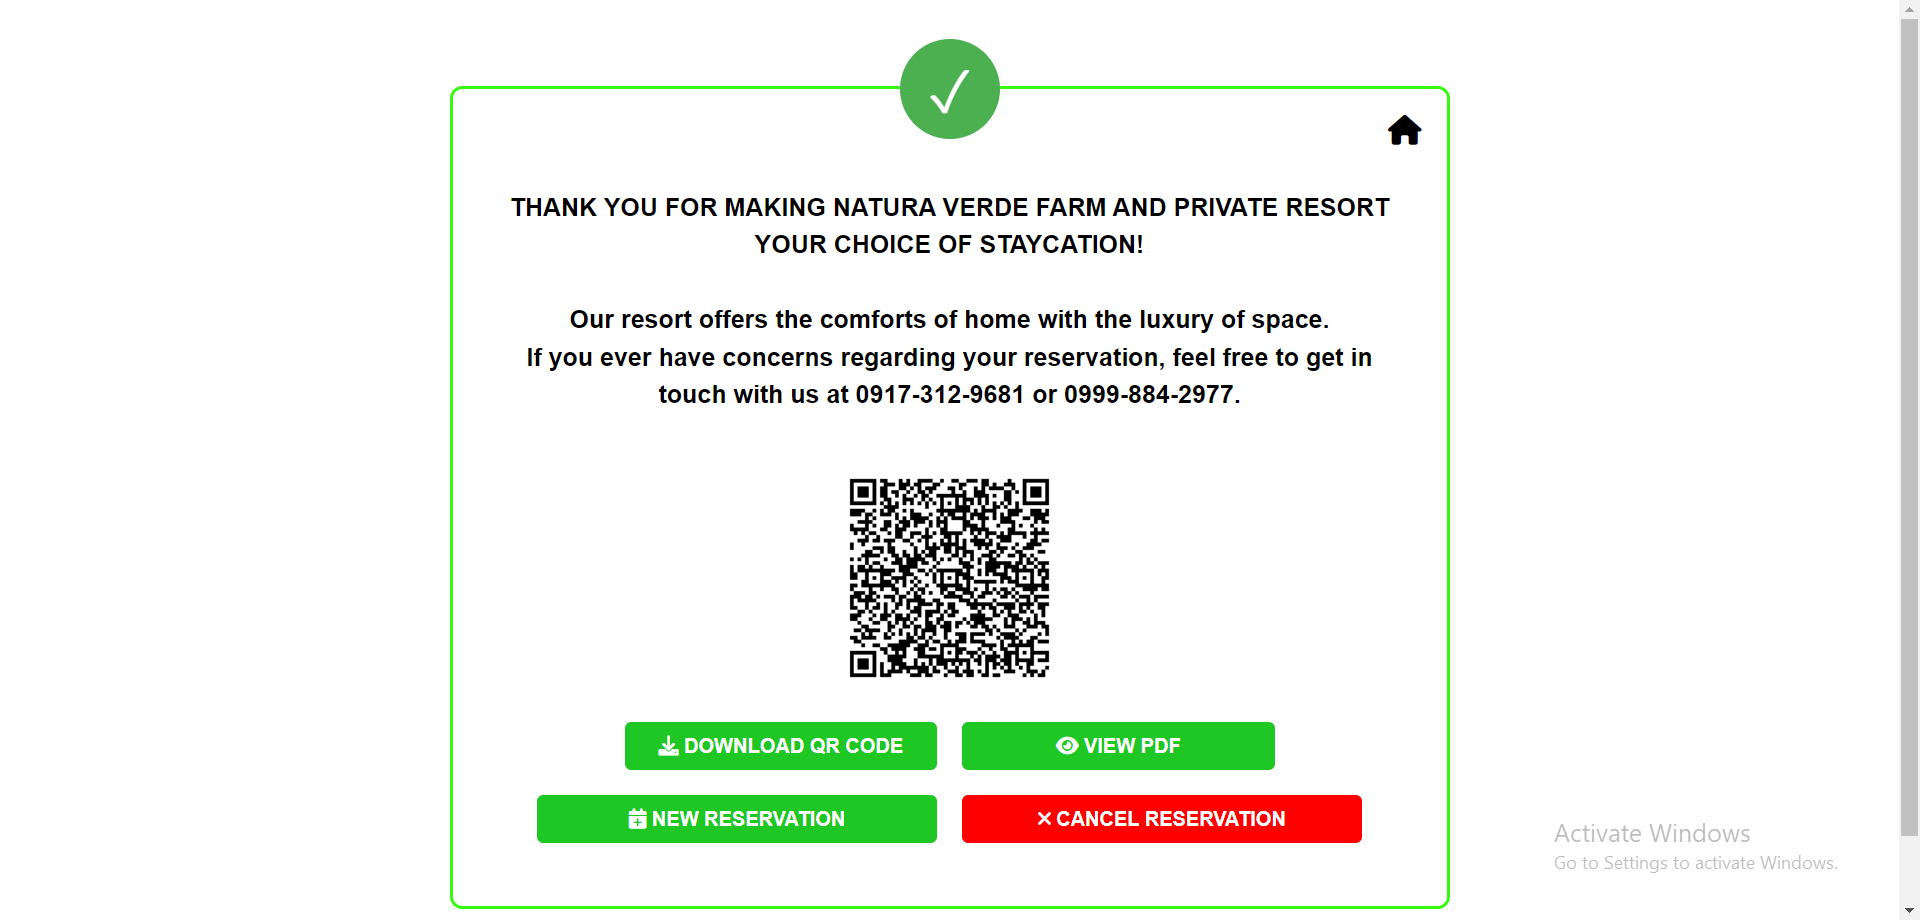 THANK YOU FOR MAKING NATURA VERDE FARM AND PRIVATE RESORT
YOUR CHOICE OF STAYCATION!
Our resort offers the comforts of home with the luxury of space.
If you ever have concerns regarding your reservation, feel free to get in
touch with us at 0917-312-9681 or 0999-884-2977.
DOWNLOAD QR CODE
VIEW PDF
NEW RESERVATION
CANCEL RESERVATION
Activate Windows
Go to Settings to activate Windows.